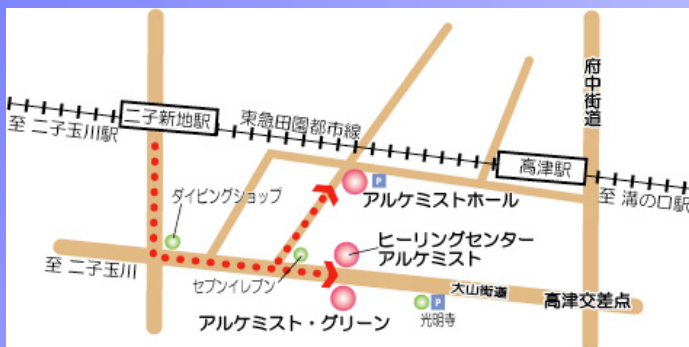 府中街道
二子新地駅
東急田園都市線
至 二子玉川駅
高津駅
至 溝の口駅
ダイビングショップ
P
アルケミストホール
ヒーリングセンター
アルケミスト
至 二子玉川
セブンイレブン
大山街道
高津交差点
P
光明寺
アルケミスト・グリーン